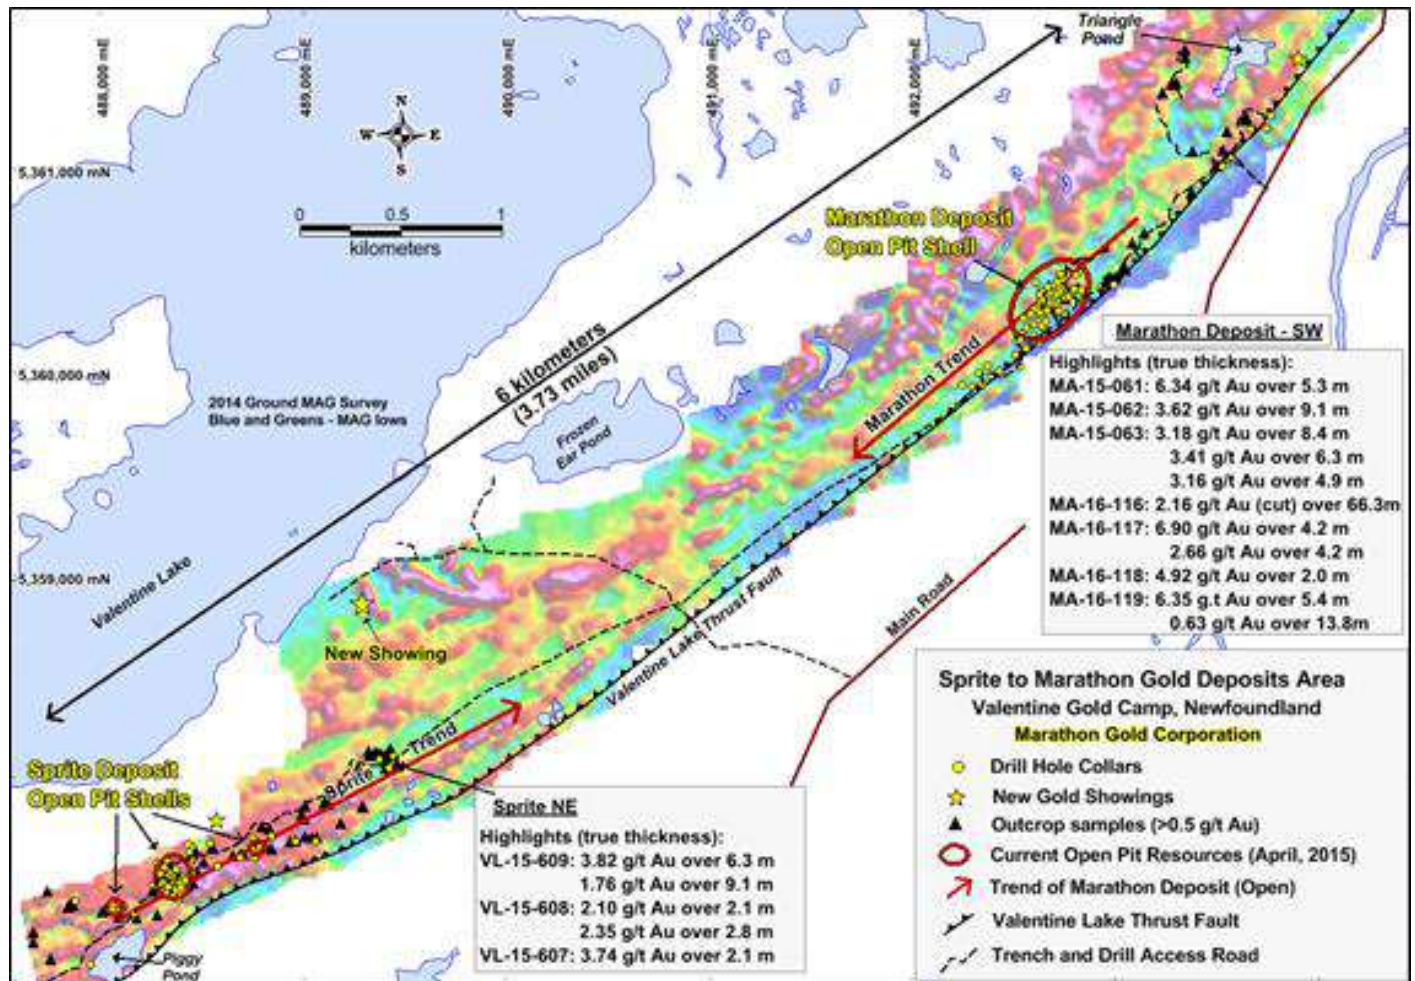 488,000 mE
489,000 mE
490,000 mE
491,000 mE
492,000 mE
Triangle
Pond
N
W
E
S
5,361,000 mN
0
0.5
1
kilometers
Marathon Deposit
Open Pit Shell
6 kilometers
(3.73 miles)
5,360,000 mN
2014 Ground MAG Survey
Blue and Greens - MAG lows
Frozen
Ear Pond
Marathon Trend
Marathon Deposit - SW
Highlights (true thickness):
MA-15-061: 6.34 g/t Au over 5.3 m
MA-15-062: 3.62 g/t Au over 9.1 m
MA-15-063: 3.18 g/t Au over 8.4 m
3.41 g/t Au over 6.3 m
3.16 g/t Au over 4.9 m
MA-16-116: 2.16 g/t Au (cut) over 66.3m
MA-16-117: 6.90 g/t Au over 4.2 m
2.66 g/t Au over 4.2 m
MA-16-118: 4.92 g/t Au over 2.0 m
MA-16-119: 6.35 g.t Au over 5.4 m
0.63 g/t Au over 13.8m
5,359,000 mN
Valentine Lake
New Showing
Valentine Lake Thrust Fault
Main Road
Sprite Trend
Sprite Deposit
Open Pit Shells
Sprite NE
Highlights (true thickness):
VL-15-609: 3.82 g/t Au over 6.3 m
1.76 g/t Au over 9.1 m
VL-15-608: 2.10 g/t Au over 2.1 m
2.35 g/t Au over 2.8 m
VL-15-607: 3.74 g/t Au over 2.1 m
Piggy
Pond
Sprite to Marathon Gold Deposits Area
Valentine Gold Camp, Newfoundland
Marathon Gold Corporation
Drill Hole Collars
New Gold Showings
Outcrop samples (>0.5 g/t Au)
Current Open Pit Resources (April, 2015)
Trend of Marathon Deposit (Open)
Valentine Lake Thrust Fault
Trench and Drill Access Road